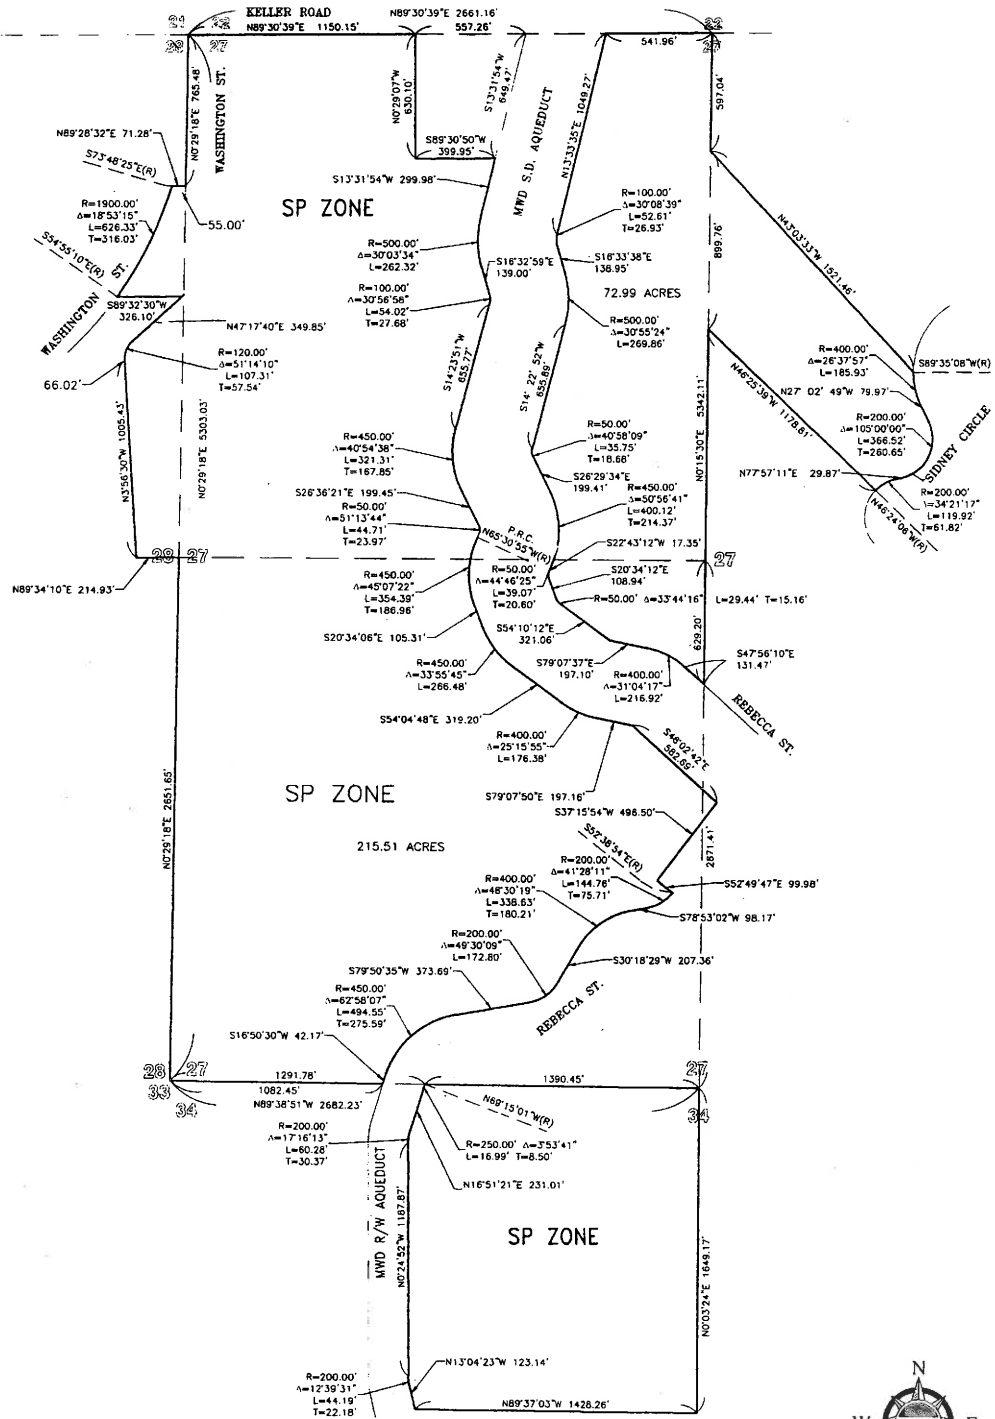 KELLER ROAD
N89°30'39"E 2661.16'
N89°30'39"E 1150.15'
557.26'
541.96'
21
22
28
27
22
27
N0°29'18"E 765.48'
WASHINGTON ST.
N0°29'07"W
630.10'
S13°31'54"W
649.47'
MWD S.D. AQUEDUCT
N13°33'35"E 1049.27'
597.04'
N89°28'32"E 71.28'
S73°48'25"E(R)
S89°30'50"W
399.95'
S13°31'54"W 299.98'
SP ZONE
R=1900.00'
Δ=18°53'15"
L=626.33'
T=316.03'
55.00'
R=100.00'
Δ=30°08'39"
L=52.61'
T=26.93'
N43°03'33"W 1521.46'
899.76'
S54°55'10"E(R)
R=500.00'
Δ=30°03'34"
L=262.32'
S16°32'59"E
139.00'
S16°33'38"E
138.95'
72.99 ACRES
WASHINGTON ST.
S89°32'30"W
326.10'
R=100.00'
Δ=30°56'58"
L=54.02'
T=27.68'
N47°17'40"E 349.85'
R=500.00'
Δ=30°55'24"
L=269.86'
R=120.00'
Δ=51°14'10"
L=107.31'
T=57.54'
66.02'
S14°23'51"W
655.77'
S14° 22' 52"W
655.89'
R=400.00'
Δ=26°37'57"
L=185.93'
S89°35'08"W(R)
N27° 02' 49"W 79.97'
N46°25'39"W 1178.81'
N0°15'30"E 5342.11'
R=200.00'
Δ=105°00'00"
L=366.52'
T=260.65'
SIDNEY CIRCLE
N3°56'30"W 1005.43'
N0°29'18"E 5303.03'
R=450.00'
Δ=40°54'38"
L=321.31'
T=167.85'
R=50.00'
Δ=40°58'09"
L=35.75'
T=18.68'
N77°57'11"E 29.87'
S26°29'34"E
199.41'
R=450.00'
Δ=50°56'41"
L=400.12'
T=214.37'
R=200.00'
Δ=34°21'17"
L=119.92'
T=61.82'
N46°24'06"W(R)
S26°36'21"E 199.45'
R=50.00'
Δ=51°13'44"
L=44.71'
T=23.97'
P.R.C.
N65°30'55"W(R)
S22°43'12"W 17.35'
28
27
27
N89°34'10"E 214.93'
R=450.00'
Δ=45°07'22"
L=354.39'
T=186.96'
R=50.00'
Δ=44°46'25"
L=39.07'
T=20.60'
S20°34'12"E
108.94'
R=50.00' Δ=33°44'16" L=29.44' T=15.16'
S20°34'06"E 105.31'
S54°10'12"E
321.06'
629.20'
S79°07'37"E
197.10'
S47°56'10"E
131.47'
R=450.00'
Δ=33°55'45"
L=266.48'
R=400.00'
Δ=31°04'17"
L=216.92'
REBECCA ST.
S54°04'48"E 319.20'
R=400.00'
Δ=25°15'55"
L=176.38'
S48°02'42"E
582.69'
N0°29'18"E 2651.65'
S79°07'50"E 197.16'
SP ZONE
S37°15'54"W 496.50'
215.51 ACRES
S52°38'54"E(R)
2871.41'
R=200.00'
Δ=41°28'11"
L=144.76'
T=75.71'
S52°49'47"E 99.98'
R=400.00'
Δ=48°30'19"
L=338.63'
T=180.21'
S78°53'02"W 98.17'
R=200.00'
Δ=49°30'09"
L=172.80'
S30°18'29"W 207.36'
S79°50'35"W 373.69'
R=450.00'
Δ=62°58'07"
L=494.55'
T=275.59'
REBECCA ST.
S16°50'30"W 42.17'
28
27
33
34
27
34
1291.78'
1082.45'
N89°38'51"W 2682.23'
1390.45'
N69°15'01"W(R)
R=200.00'
Δ=17°16'13"
L=60.28'
T=30.37'
R=250.00' Δ=3°53'41"
L=16.99' T=8.50'
N16°51'21"E 231.01'
MWD R/W AQUEDUCT
N0°24'52"W 1187.87'
SP ZONE
N0°03'24"E 1649.17'
N13°04'23"W 123.14'
R=200.00'
Δ=12°39'31"
L=44.19'
T=22.18'
N89°37'03"W 1428.26'
N
W
E